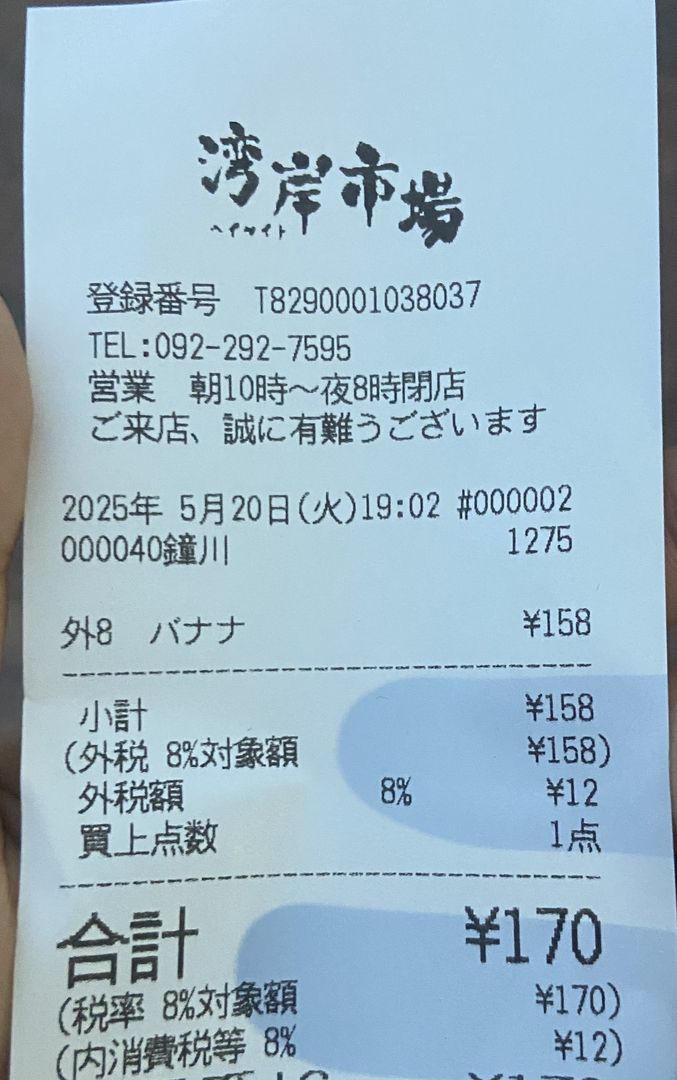 湾岸市場
ベイサイト
登録番号 T8290001038037
TEL:092-292-7595
営業 朝10時～夜8時閉店
ご来店、誠に有難うございます
2025年 5月20日(火)19:02 #000002
000040鐘川 1275
外8 バナナ ¥158
小計 ¥158
(外税 8%対象額 ¥158)
外税額 8% ¥12
買上点数 1点
合計 ¥170
(税率 8%対象額 ¥170)
(内消費税等 8% ¥12)